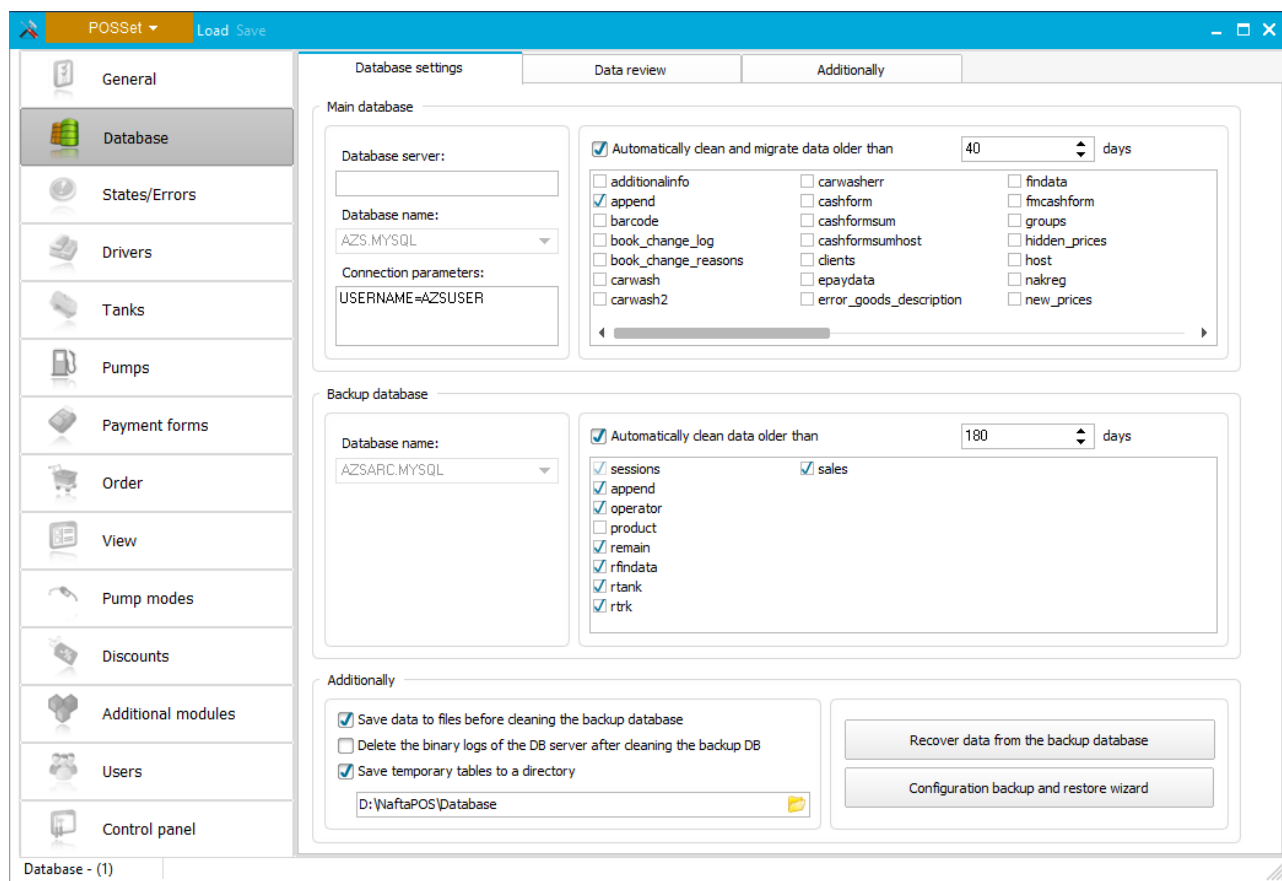 POSSet Load Save
General
Database
States/Errors
Drivers
Tanks
Pumps
Payment forms
Order
View
Pump modes
Discounts
Additional modules
Users
Control panel
Database settings Data review Additionally
Main database
Database server:
Database name:
AZS.MYSQL
Connection parameters:
USERNAME=AZSUSER
Automatically clean and migrate data older than 40 days
additionalinfo carwasherr findata
append cashform fmcashform
barcode cashformsum groups
book_change_log cashformsumhost hidden_prices
book_change_reasons clients host
carwash epaydata nakreg
carwash2 error_goods_description new_prices
Backup database
Database name:
AZSARC.MYSQL
Automatically clean data older than 180 days
sessions sales
append
operator
product
remain
rfindata
rtank
rtrk
Additionally
Save data to files before cleaning the backup database
Delete the binary logs of the DB server after cleaning the backup DB
Save temporary tables to a directory
D:\NaftaPOS\Database
Recover data from the backup database
Configuration backup and restore wizard
Database - (1)